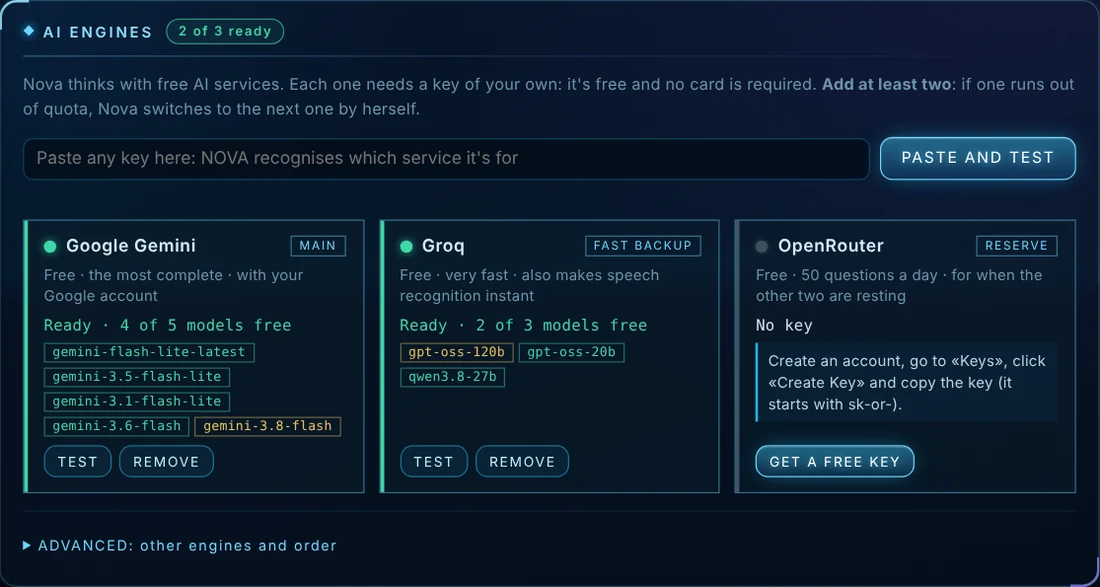 AI ENGINES 2 of 3 ready
Nova thinks with free AI services. Each one needs a key of your own: it's free and no card is required. Add at least two: if one runs out
of quota, Nova switches to the next one by herself.
Paste any key here: NOVA recognises which service it's for
PASTE AND TEST
Google Gemini MAIN
Free · the most complete · with your
Google account
Ready · 4 of 5 models free
gemini-flash-lite-latest
gemini-3.5-flash-lite
gemini-3.1-flash-lite
gemini-3.6-flash gemini-3.8-flash
TEST REMOVE
Groq FAST BACKUP
Free · very fast · also makes speech
recognition instant
Ready · 2 of 3 models free
gpt-oss-120b gpt-oss-20b
qwen3.8-27b
TEST REMOVE
OpenRouter RESERVE
Free · 50 questions a day · for when the
other two are resting
No key
Create an account, go to «Keys», click
«Create Key» and copy the key (it
starts with sk-or-).
GET A FREE KEY
ADVANCED: other engines and order